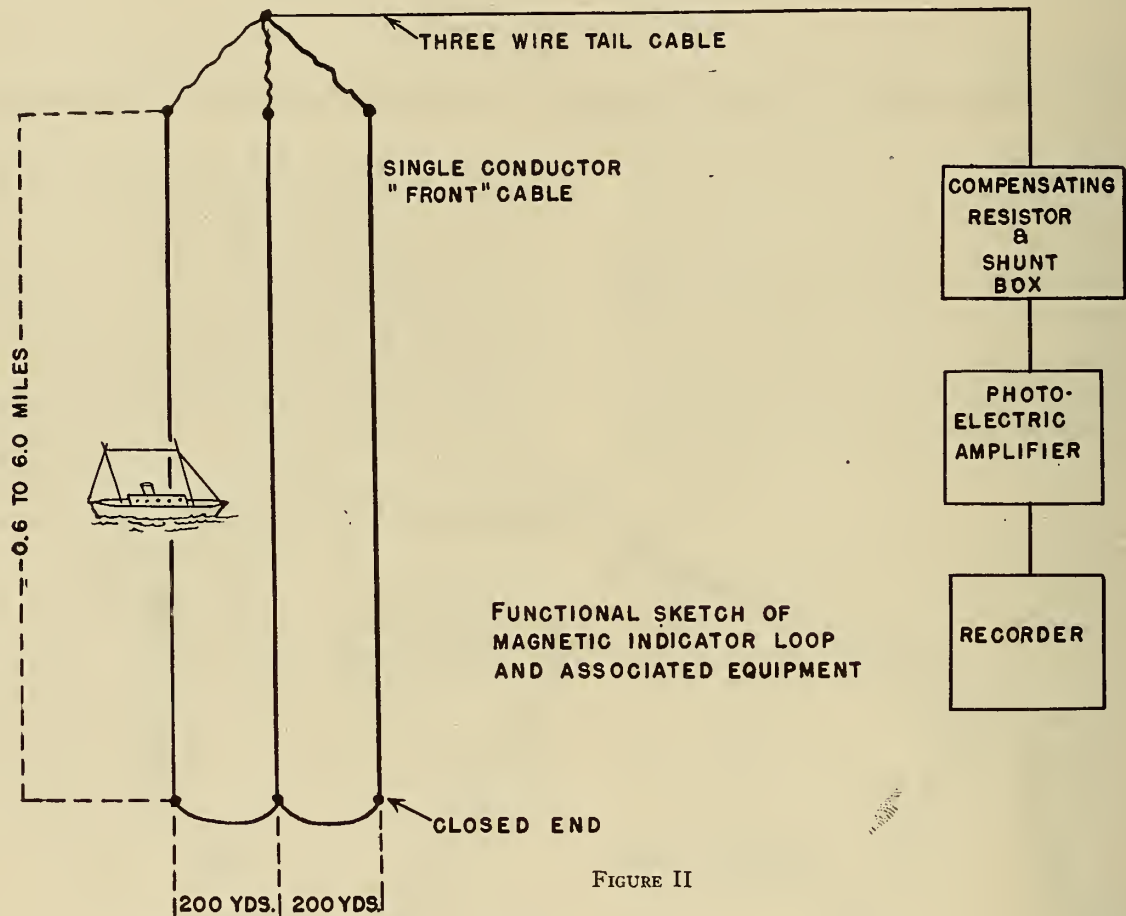 THREE WIRE TAIL CABLE
SINGLE CONDUCTOR
"FRONT" CABLE
COMPENSATING
RESISTOR
&
SHUNT
BOX
0.6 TO 6.0 MILES
PHOTO-
ELECTRIC
AMPLIFIER
FUNCTIONAL SKETCH OF
MAGNETIC INDICATOR LOOP
AND ASSOCIATED EQUIPMENT
RECORDER
CLOSED END
200 YDS. 200 YDS.
FIGURE II